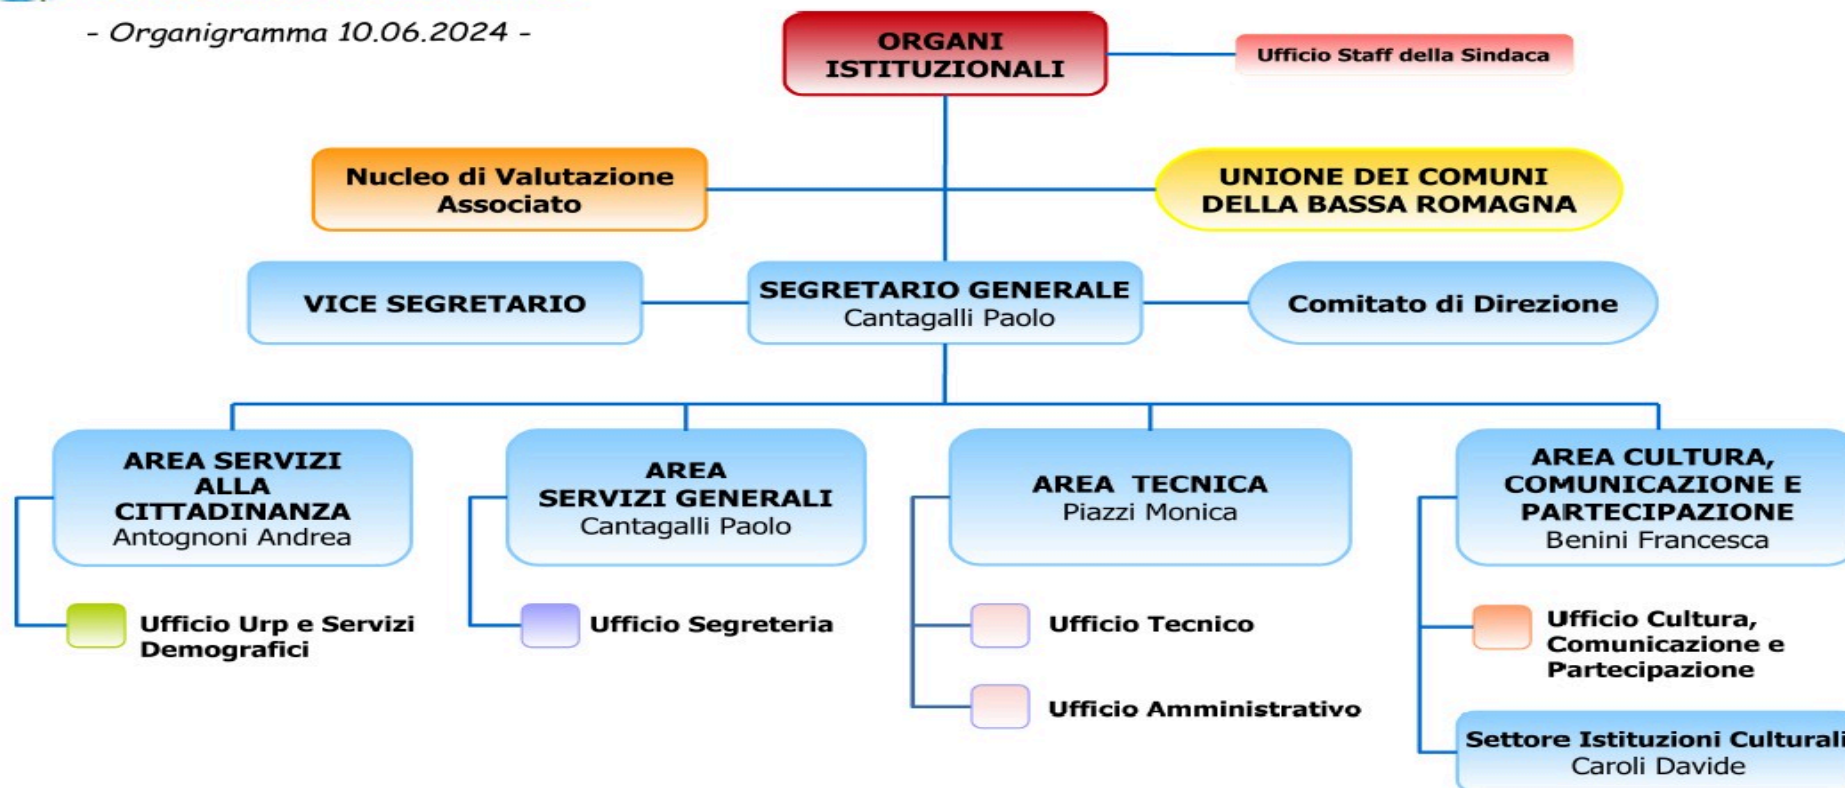 - Organigramma 10.06.2024 -
ORGANI
ISTITUZIONALI
Ufficio Staff della Sindaca
Nucleo di Valutazione
Associato
UNIONE DEI COMUNI
DELLA BASSA ROMAGNA
VICE SEGRETARIO
SEGRETARIO GENERALE
Cantagalli Paolo
Comitato di Direzione
AREA SERVIZI
ALLA
CITTADINANZA
Antognoni Andrea
AREA
SERVIZI GENERALI
Cantagalli Paolo
AREA TECNICA
Piazzi Monica
AREA CULTURA,
COMUNICAZIONE E
PARTECIPAZIONE
Benini Francesca
Ufficio Urp e Servizi
Demografici
Ufficio Segreteria
Ufficio Tecnico
Ufficio Amministrativo
Ufficio Cultura,
Comunicazione e
Partecipazione
Settore Istituzioni Culturali
Caroli Davide